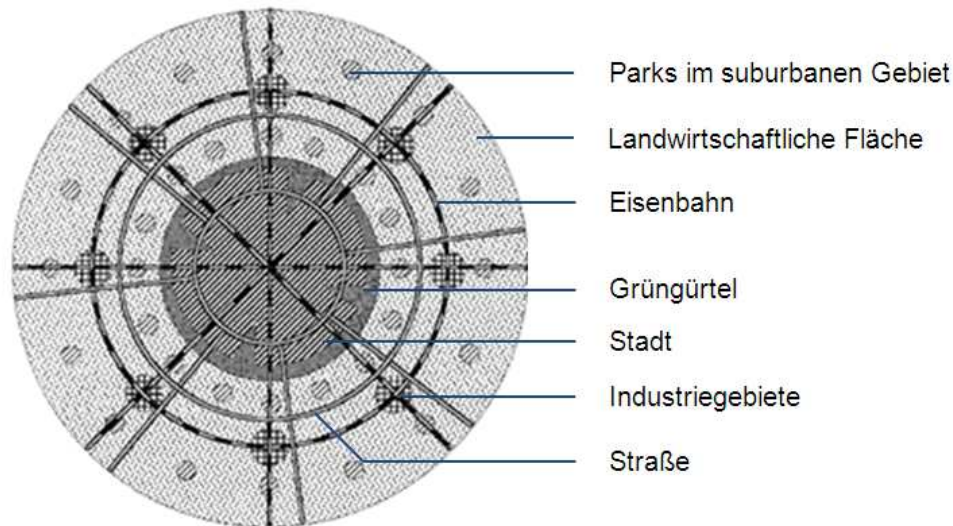 Parks im suburbanen Gebiet
Landwirtschaftliche Fläche
Eisenbahn
Grüngürtel
Stadt
Industriegebiete
Straße